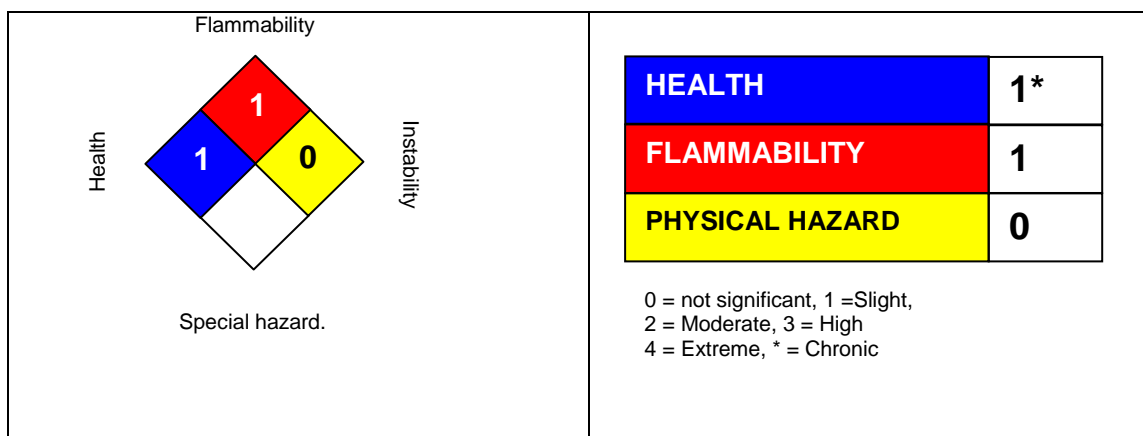 Flammability
1
Health
1
0
Instability
Special hazard.
HEALTH 1*
FLAMMABILITY 1
PHYSICAL HAZARD 0
0 = not significant, 1 =Slight,
2 = Moderate, 3 = High
4 = Extreme, * = Chronic